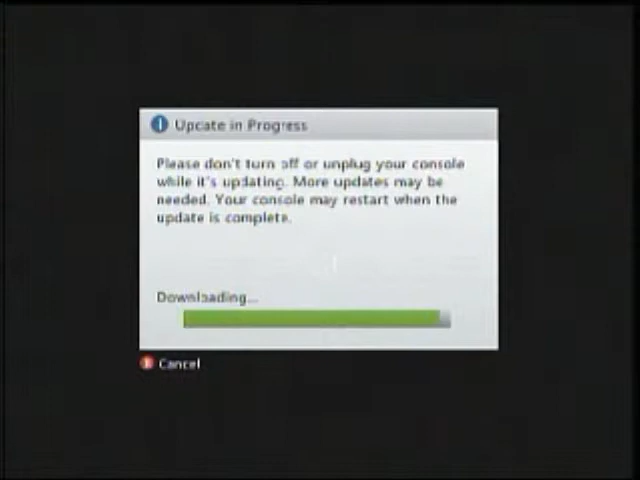 Update in Progress
Please don't turn off or unplug your console
while it's updating. More updates may be
needed. Your console may restart when the
update is complete.
Downloading...
Cancel